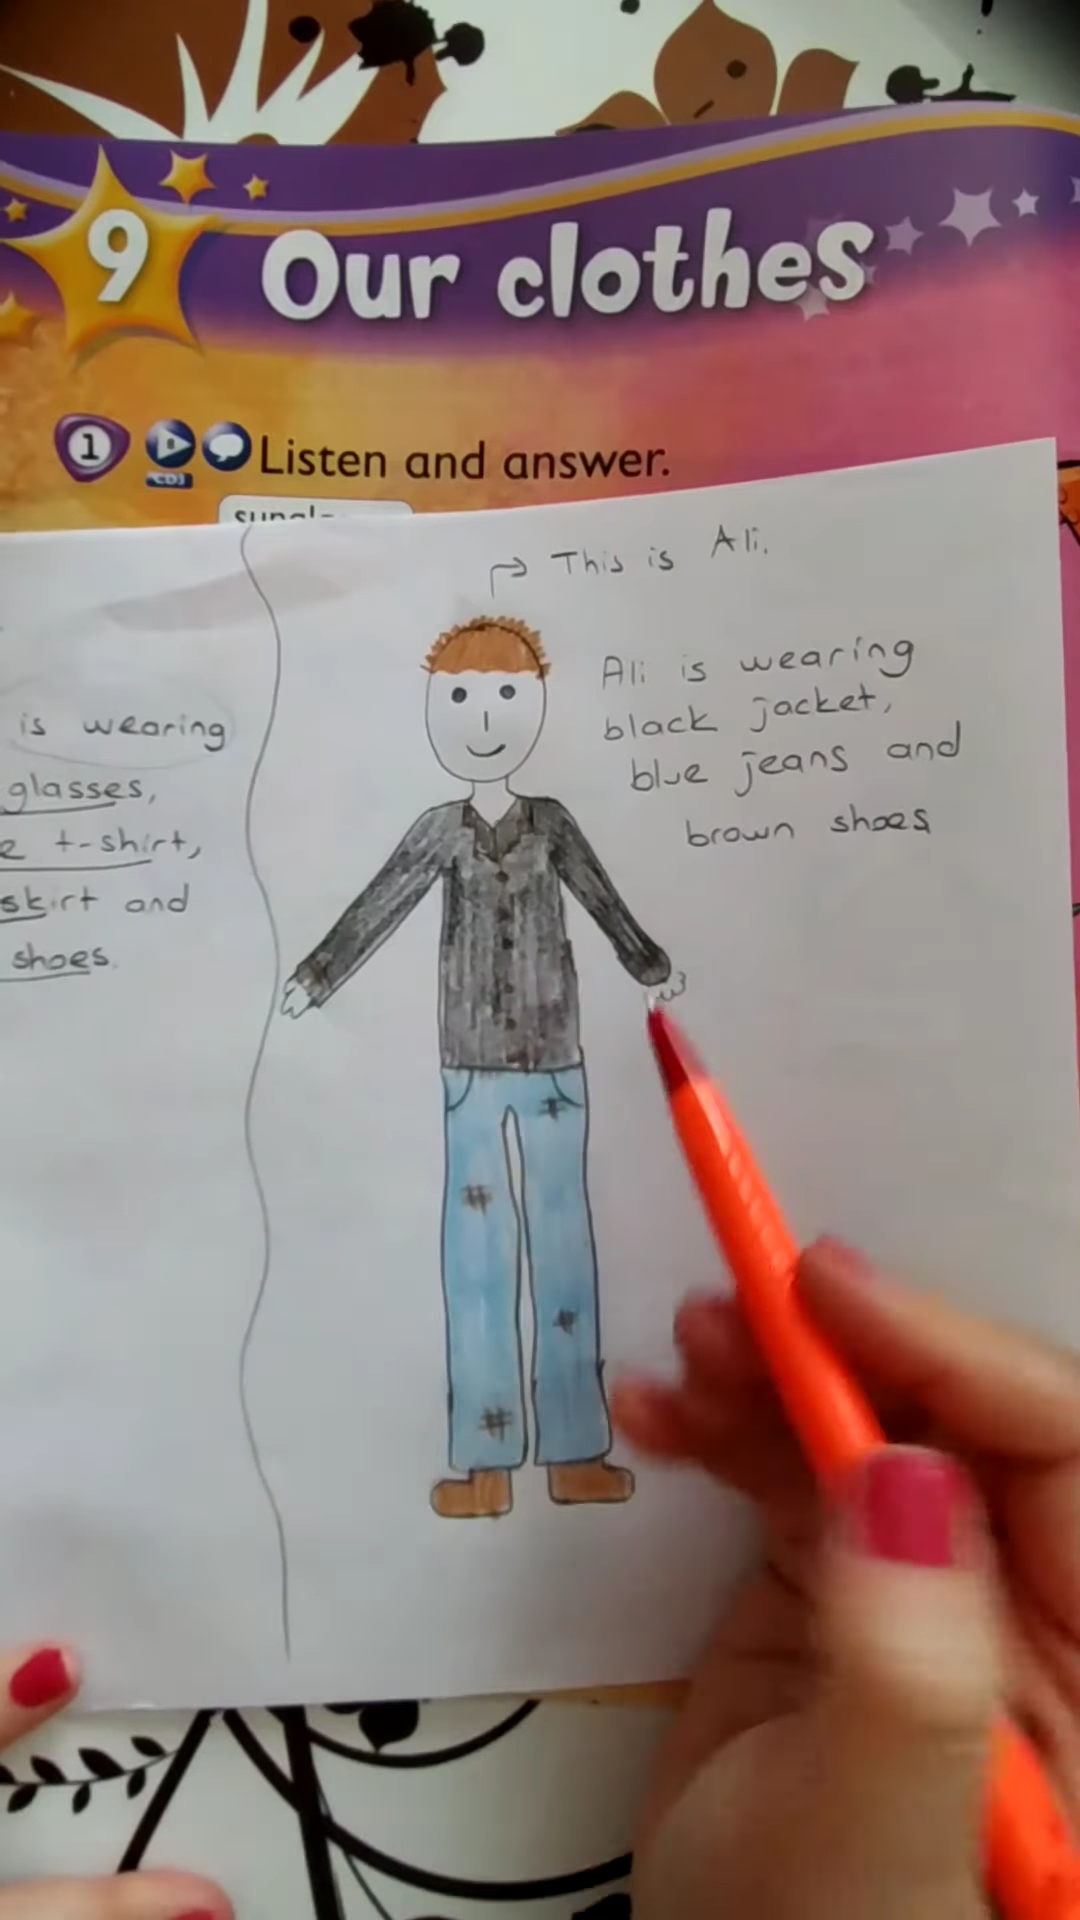 9 Our clothes
1 CD3 Listen and answer.
This is Ali.
Ali is wearing
black jacket,
blue jeans and
brown shoes
is wearing
glasses,
t-shirt,
skirt and
shoes.